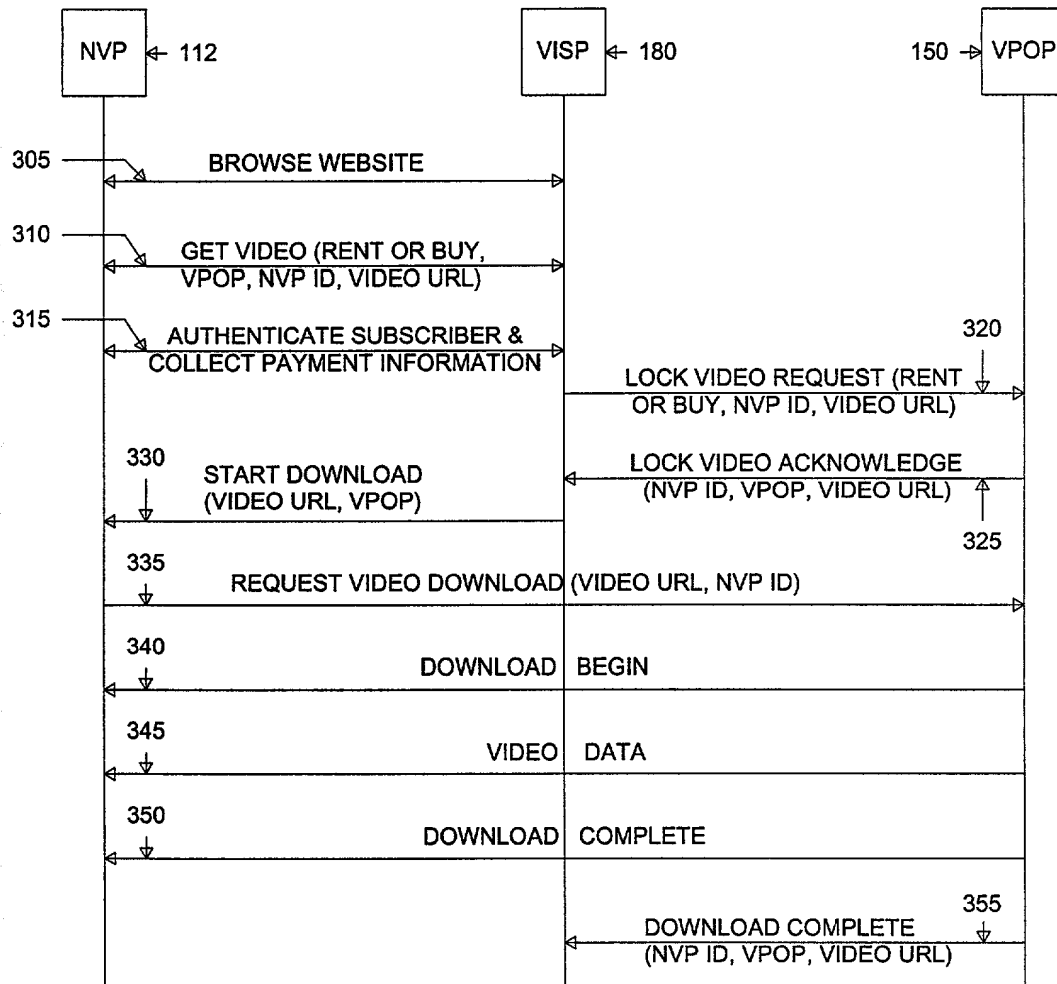 NVP
112
VISP
180
150
VPOP
305
BROWSE WEBSITE
310
GET VIDEO (RENT OR BUY,
VPOP, NVP ID, VIDEO URL)
315
AUTHENTICATE SUBSCRIBER &
COLLECT PAYMENT INFORMATION
320
LOCK VIDEO REQUEST (RENT
OR BUY, NVP ID, VIDEO URL)
LOCK VIDEO ACKNOWLEDGE
(NVP ID, VPOP, VIDEO URL)
325
330
START DOWNLOAD
(VIDEO URL, VPOP)
335
REQUEST VIDEO DOWNLOAD (VIDEO URL, NVP ID)
340
DOWNLOAD BEGIN
345
VIDEO DATA
350
DOWNLOAD COMPLETE
355
DOWNLOAD COMPLETE
(NVP ID, VPOP, VIDEO URL)